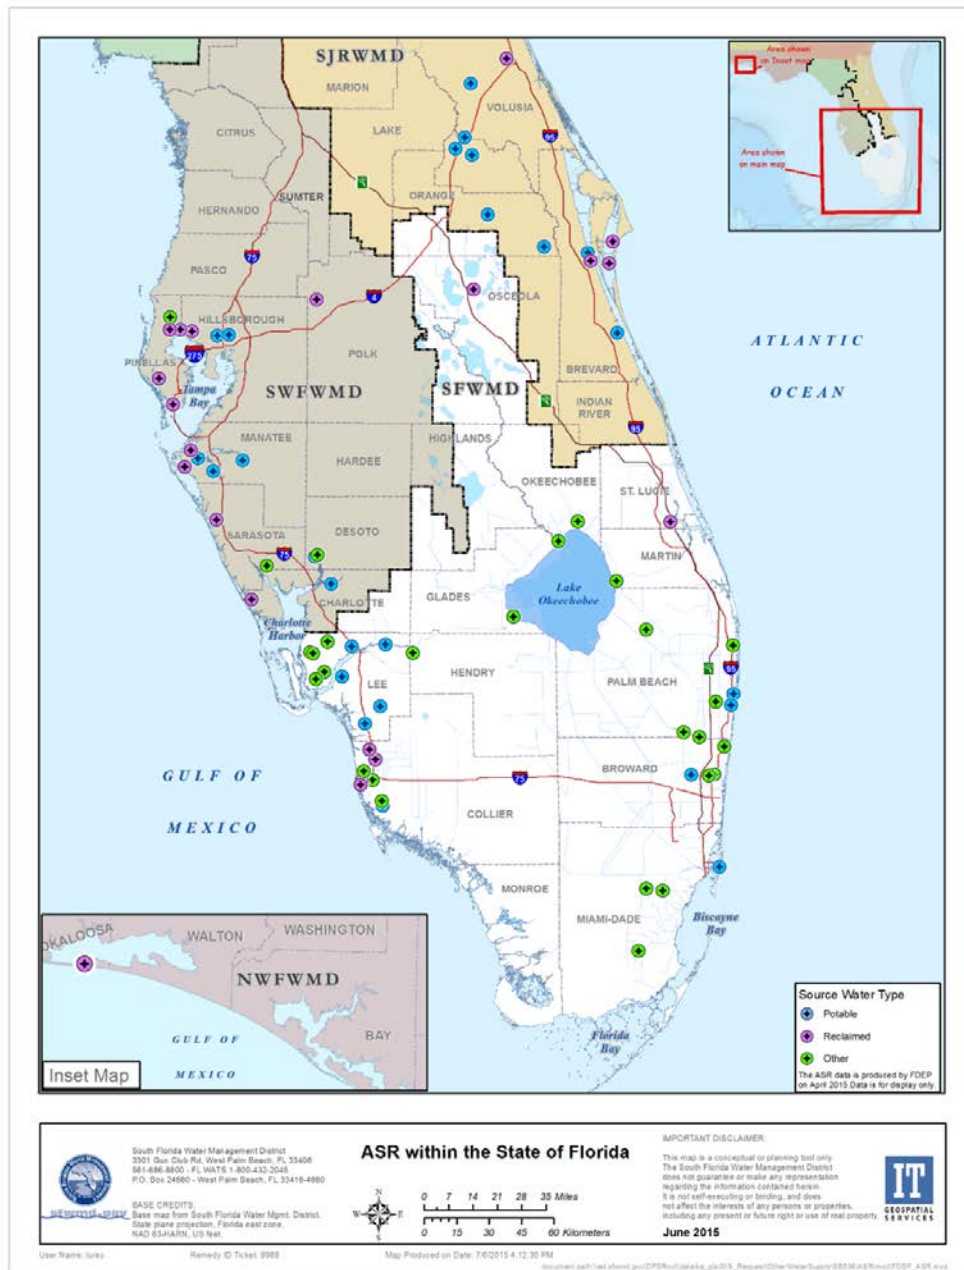 SJRWMD
MARION
VOLUSIA
95
CITRUS
LAKE
SUMTER
ORANGE
HERNANDO
PASCO
75
4
OSCEOLA
HILLSBOROUGH
275
PINELLAS
POLK
Tampa
Bay
SWFWMD
SFWMD
BREVARD
INDIAN
RIVER
95
MANATEE
HARDEE
HIGHLANDS
OKEECHOBEE
ST. LUCIE
SARASOTA
75
DESOTO
MARTIN
CHARLOTTE
GLADES
Lake
Okeechobee
Charlotte
Harbor
LEE
HENDRY
PALM BEACH
95
BROWARD
75
COLLIER
MONROE
MIAMI-DADE
Biscayne
Bay
Florida
Bay
ATLANTIC
OCEAN
GULF OF
MEXICO
Area shown
on Inset map
Area shown
on main map
OKALOOSA
WALTON
WASHINGTON
NWFWMD
BAY
GULF OF
MEXICO
Inset Map
Source Water Type
Potable
Reclaimed
Other
The ASR data is produced by FDEP
on April 2015.Data is for display only.
South Florida Water Management District
3301 Gun Club Rd, West Palm Beach, FL 33406
561-686-8800 - FL WATS 1-800-432-2045
P.O. Box 24680 - West Palm Beach, FL 33416-4680
BASE CREDITS:
Base map from South Florida Water Mgmt. District.
State plane projection, Florida east zone,
NAD 83-HARN, US feet.
sfwmd.gov
ASR within the State of Florida
N
W E
S
0 7 14 21 28 35 Miles
0 15 30 45 60 Kilometers
IMPORTANT DISCLAIMER:
This map is a conceptual or planning tool only.
The South Florida Water Management District
does not guarantee or make any representation
regarding the information contained herein.
It is not self-executing or binding, and does
not affect the interests of any persons or properties,
including any present or future right or use of real property.
June 2015
IT
GEOSPATIAL
SERVICES
User Name:
Remedy ID Ticket: 9988
Map Produced on Date: 7/6/2015 4:12:30 PM